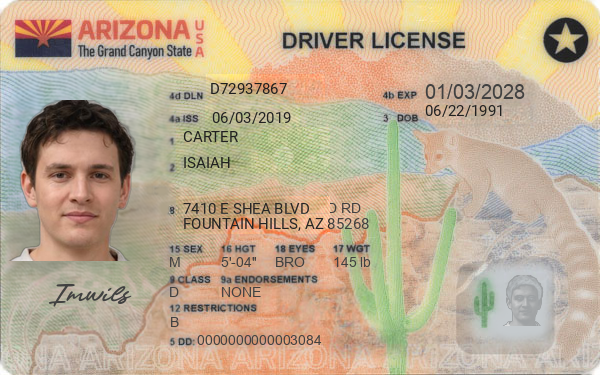 ARIZONA USA
The Grand Canyon State
DRIVER LICENSE
4d DLN D72937867
4b EXP 01/03/2028
4a ISS 06/03/2019
3 DOB 06/22/1991
1 CARTER
2 ISAIAH
8 7410 E SHEA BLVD D RD
FOUNTAIN HILLS, AZ 85268
15 SEX M
16 HGT 5'-04"
18 EYES BRO
17 WGT 145 lb
9 CLASS D
9a ENDORSEMENTS NONE
12 RESTRICTIONS
B
5 DD: 0000000000003084
Imwils
ARIZONA ARIZONA ARIZONA ARIZONA